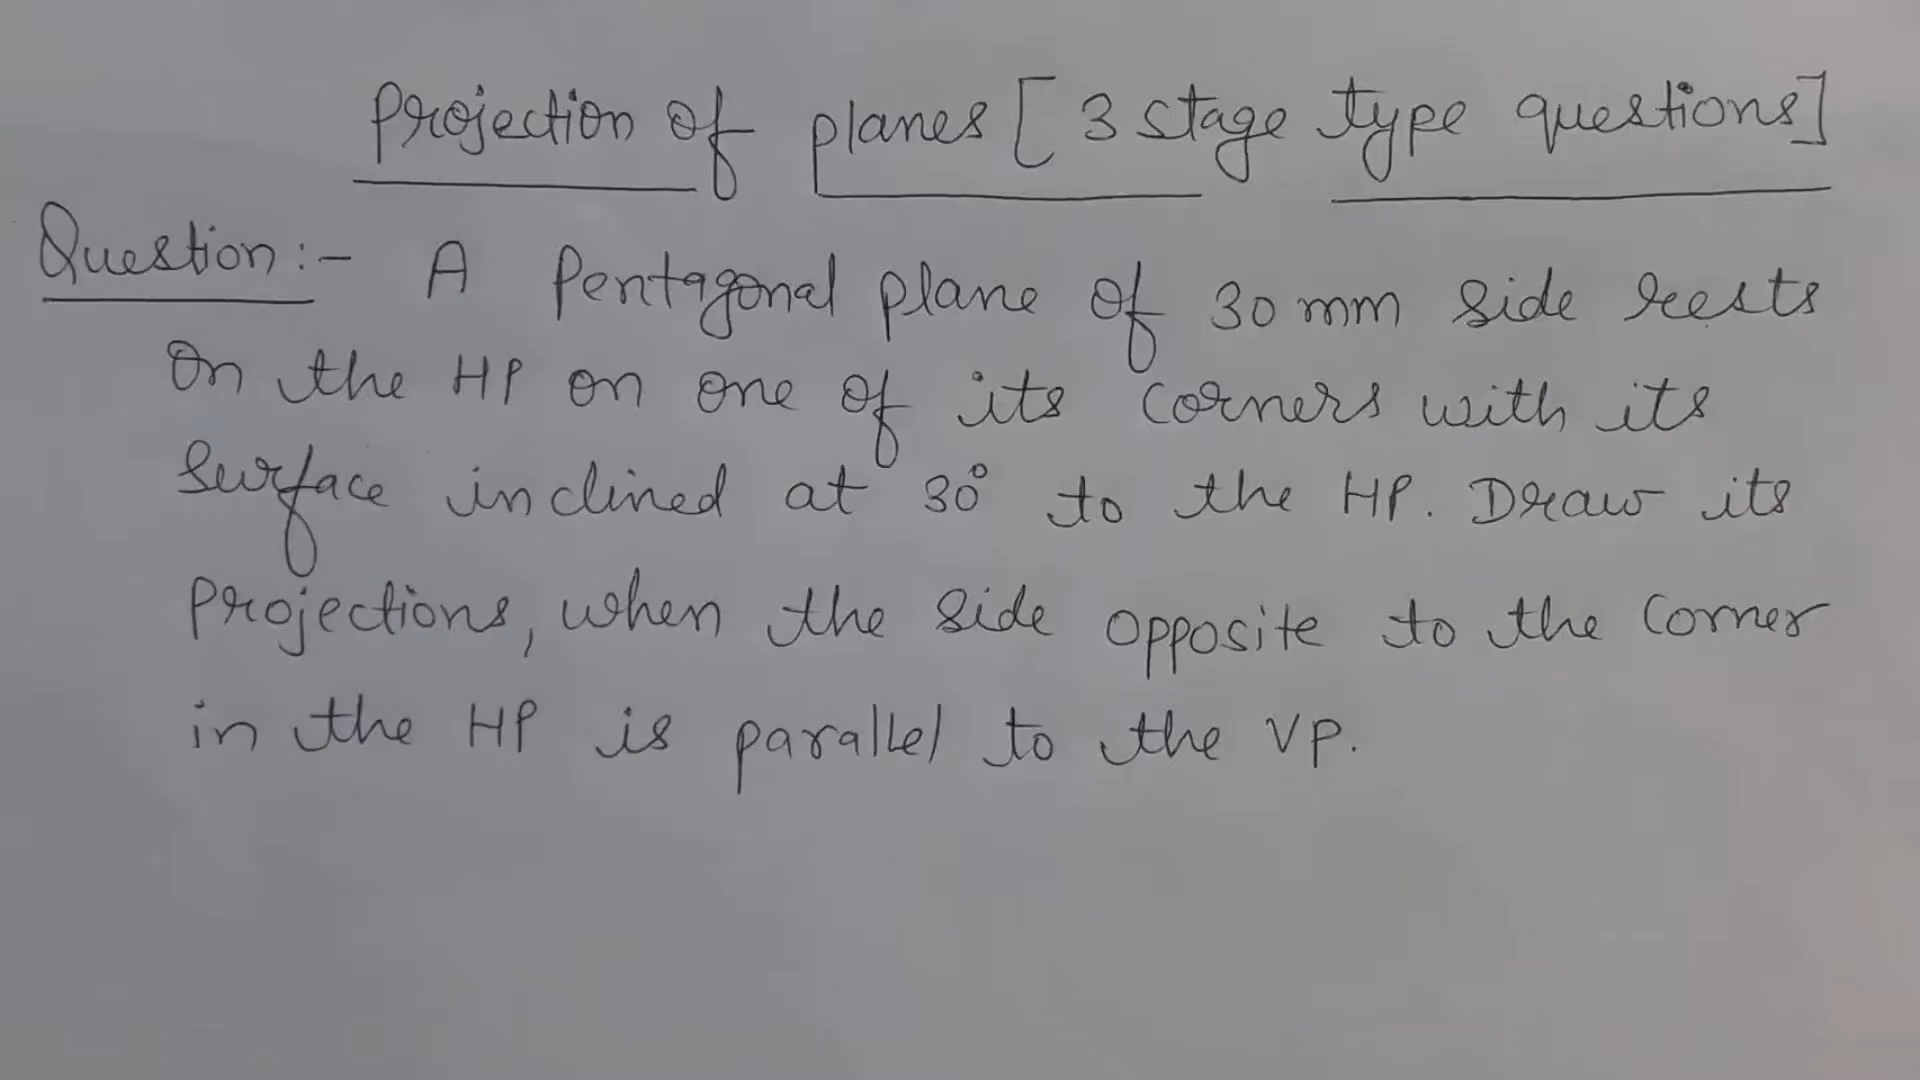 Projection of planes [3 stage type questions]
Question:- A Pentagonal plane of 30 mm side rests
on the HP on one of its corners with its
Surface inclined at 30° to the HP. Draw its
Projections, when the side opposite to the corner
in the HP is parallel to the VP.